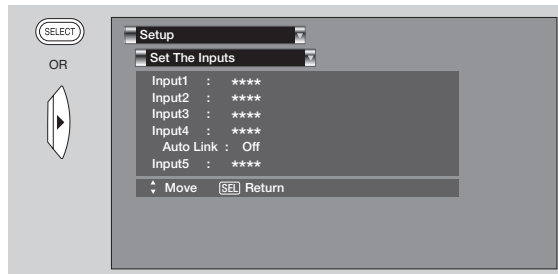 SELECT
OR
Setup
Set The Inputs
Input1 : ****
Input2 : ****
Input3 : ****
Input4 : ****
Auto Link : Off
Input5 : ****
Move SEL Return